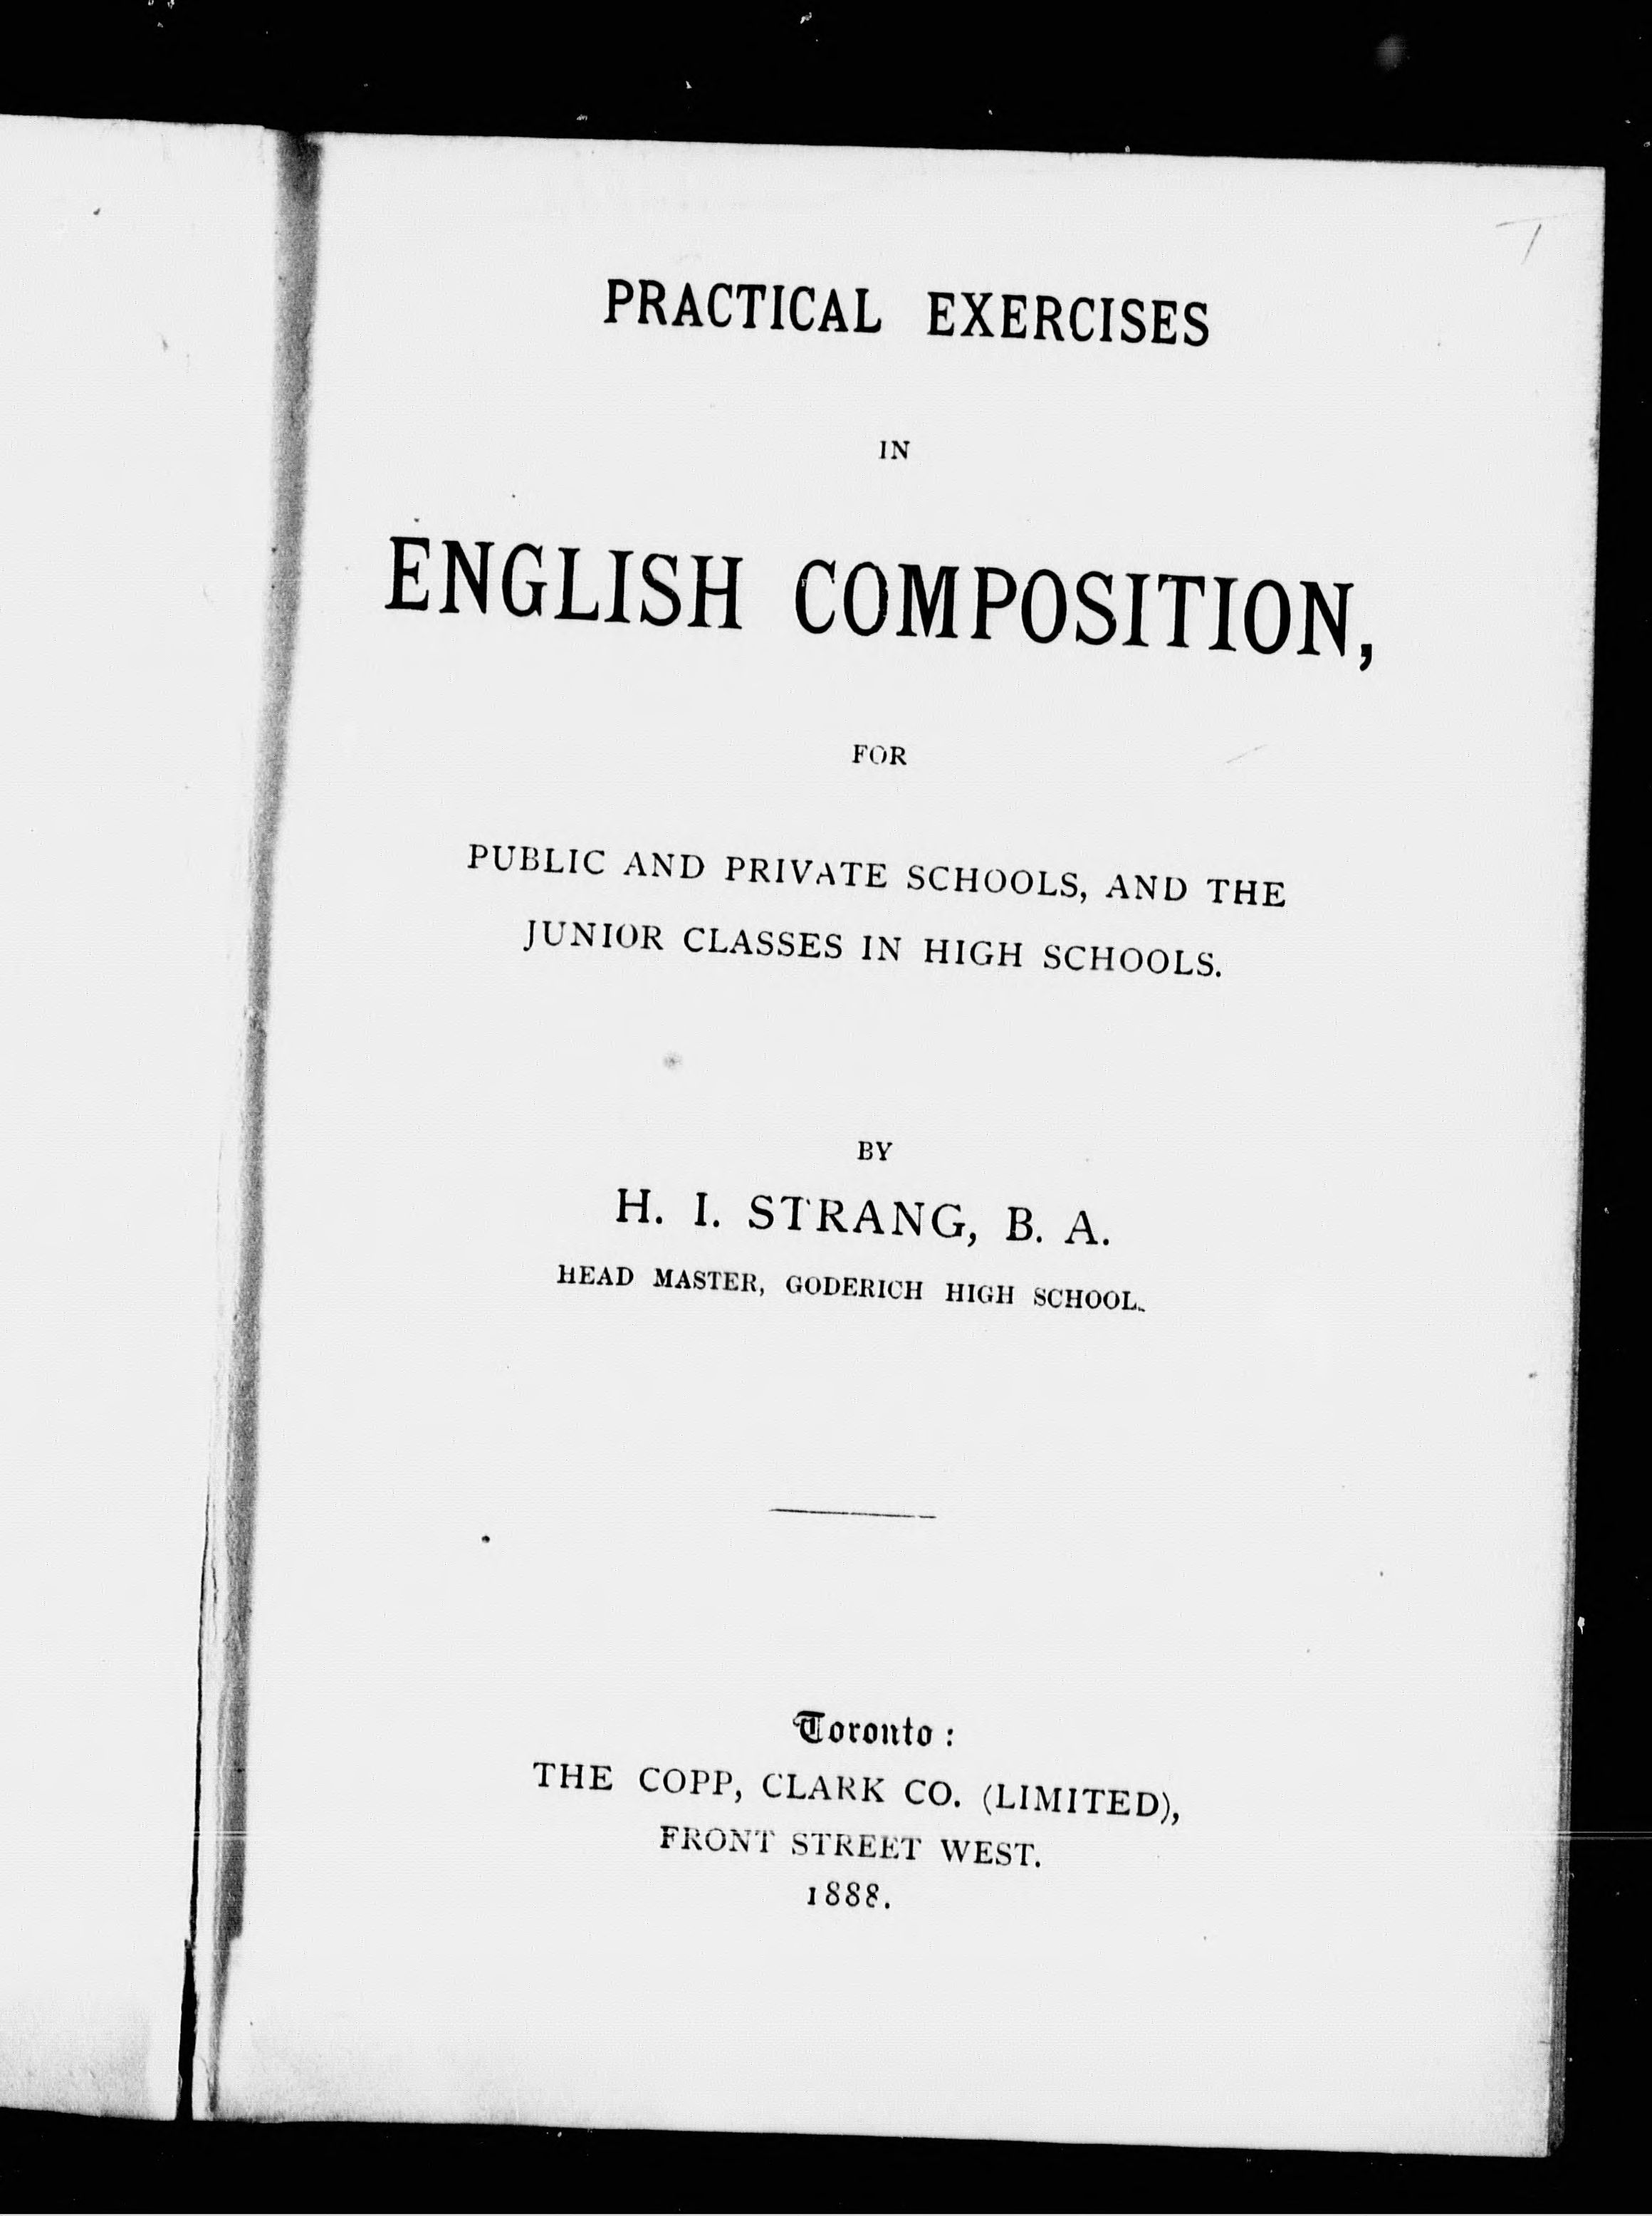 PRACTICAL EXERCISES
IN
ENGLISH COMPOSITION,
FOR
PUBLIC AND PRIVATE SCHOOLS, AND THE
JUNIOR CLASSES IN HIGH SCHOOLS.
BY
H. I. STRANG, B. A.
HEAD MASTER, GODERICH HIGH SCHOOL.
Toronto:
THE COPP, CLARK CO. (LIMITED),
FRONT STREET WEST.
1888.